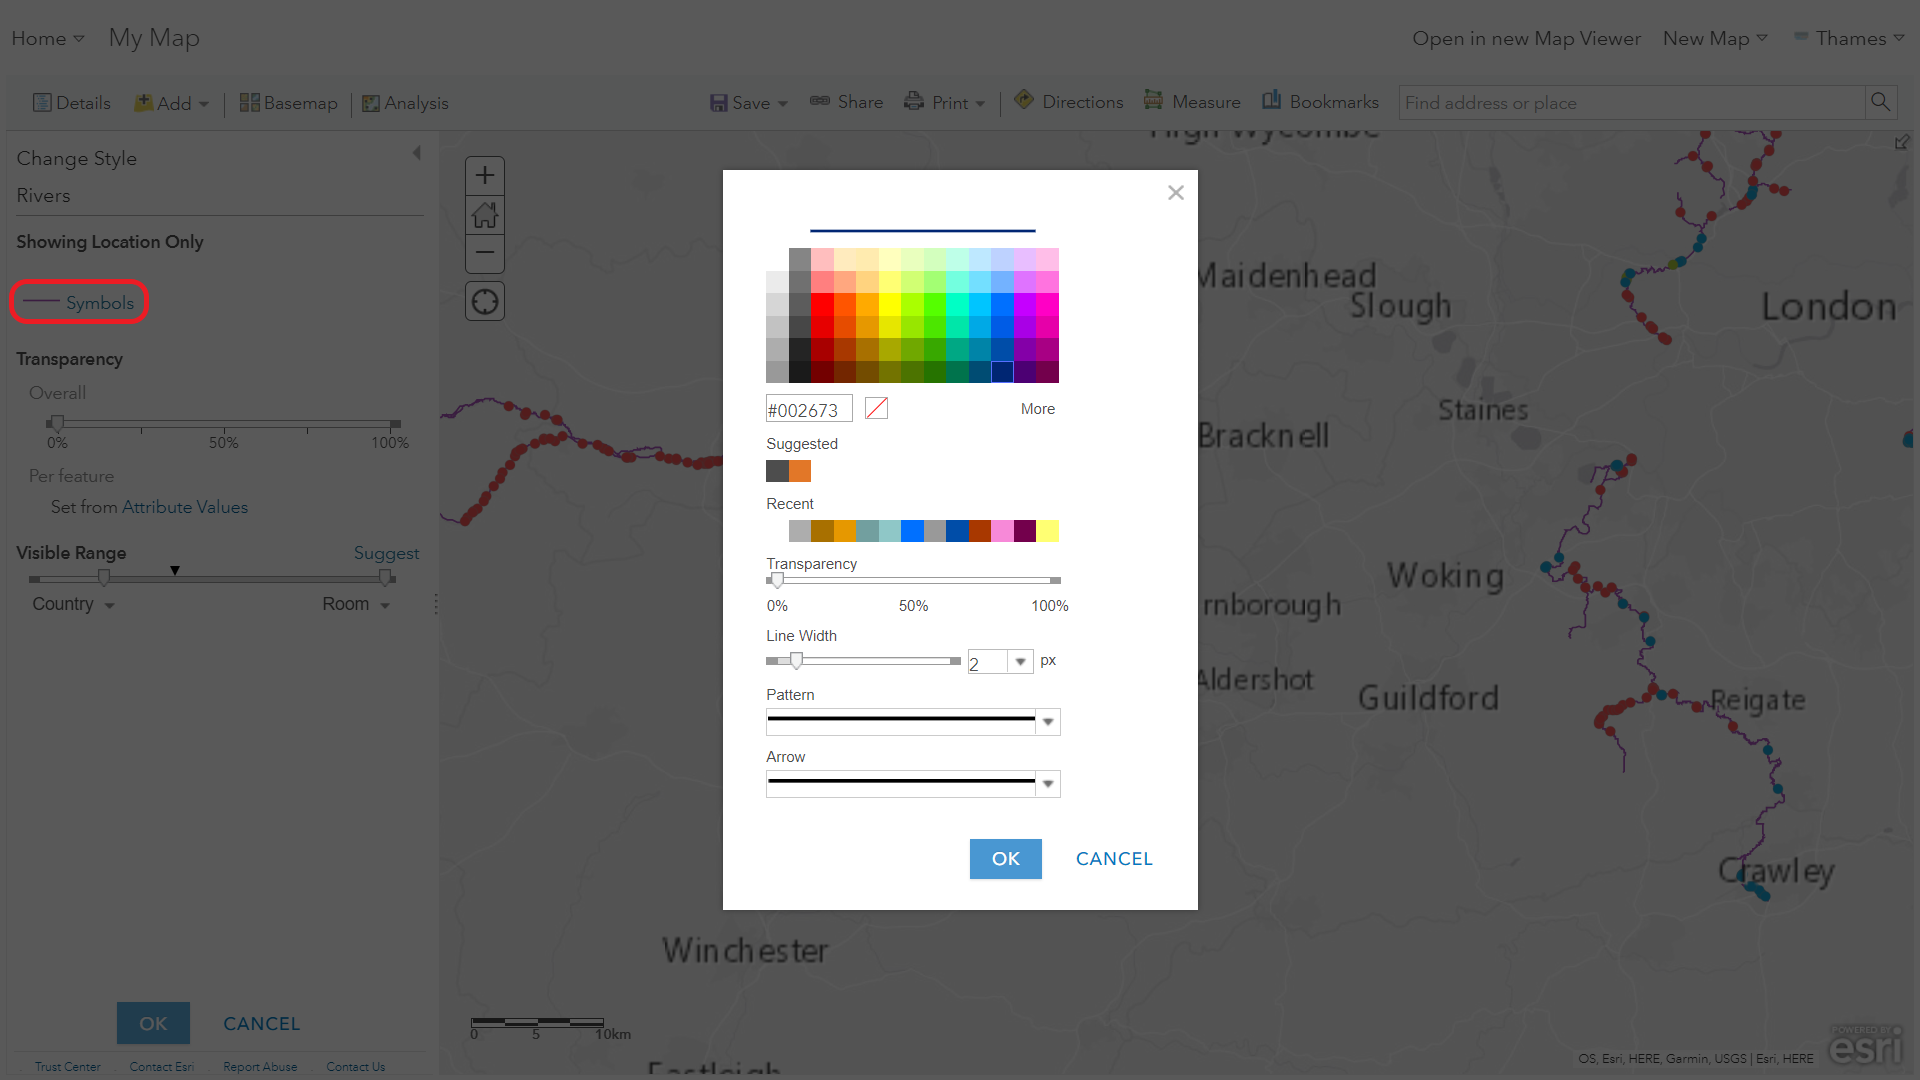 Home My Map Open in new Map Viewer New Map Thames
Details Add Basemap Analysis Save Share Print Directions Measure Bookmarks Find address or place
Change Style
Rivers
Showing Location Only
Symbols
Transparency
Overall
0% 50% 100%
Per feature
Set from Attribute Values
Visible Range Suggest
Country Room
OK CANCEL
Trust Center Contact Esri Report Abuse Contact Us
#002673 More
Suggested
Recent
Transparency
0% 50% 100%
Line Width
2 px
Pattern
Arrow
OK CANCEL
High Wycombe
Maidenhead
Slough
London
Staines
Bracknell
Woking
rnborough
Aldershot
Guildford
Reigate
Crawley
Winchester
Eastleigh
0 5 10km
OS, Esri, HERE, Garmin, USGS | Esri, HERE
POWERED BY
esri